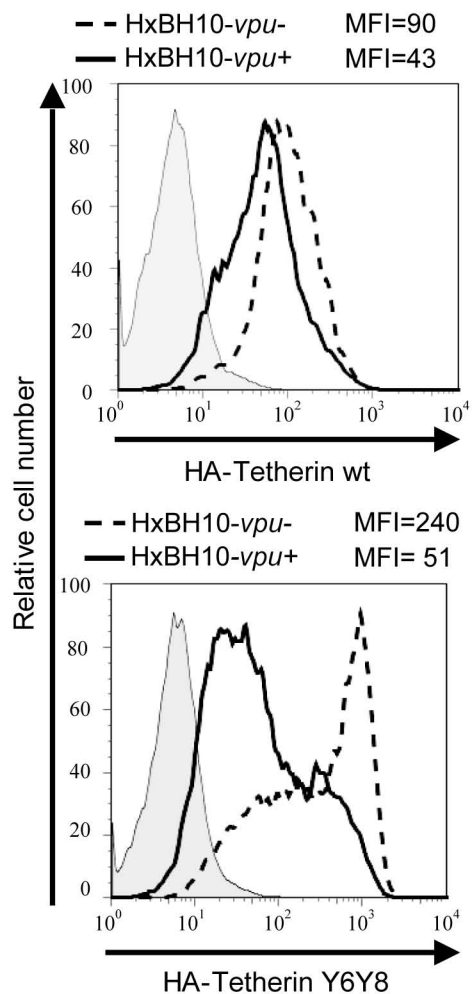 HxBH10-vpu- MFI=90
HxBH10-vpu+ MFI=43
100
80
60
40
20
0
10^0 10^1 10^2 10^3 10^4
HA-Tetherin wt
Relative cell number
HxBH10-vpu- MFI=240
HxBH10-vpu+ MFI= 51
100
80
60
40
20
0
10^0 10^1 10^2 10^3 10^4
HA-Tetherin Y6Y8